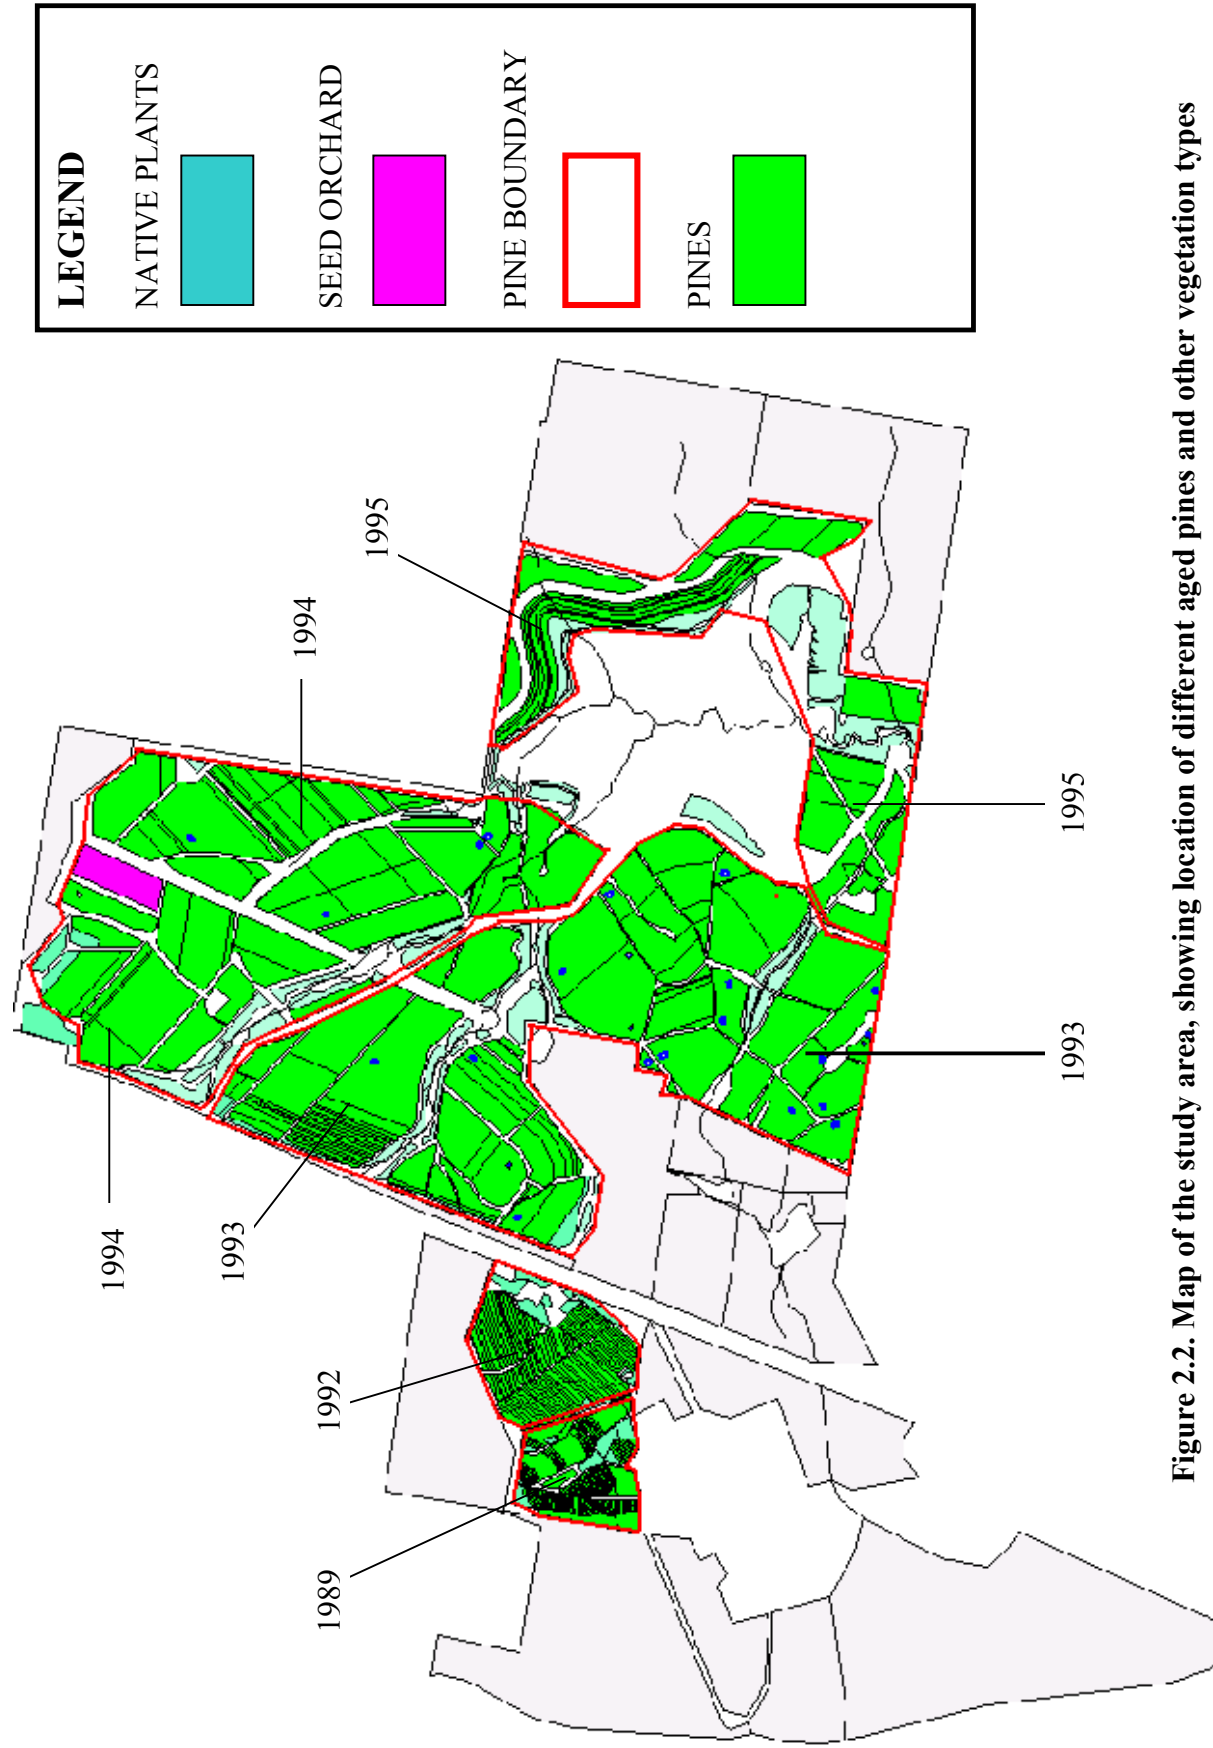 LEGEND
NATIVE PLANTS
SEED ORCHARD
PINE BOUNDARY
PINES
1989
1992
1993
1994
1994
1995
1993
1995
Figure 2.2. Map of the study area, showing location of different aged pines and other vegetation types